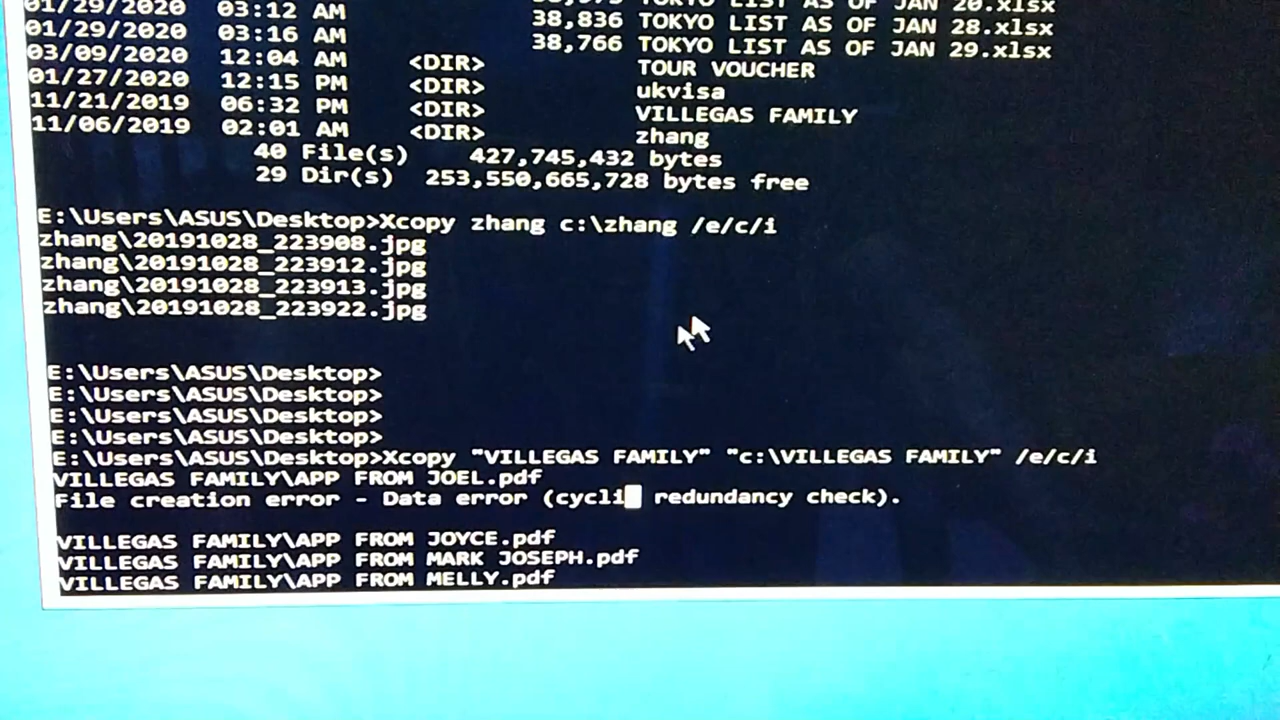 01/29/2020 03:12 AM TOKYO LIST AS OF JAN 20.xlsx
01/29/2020 03:16 AM 38,836 TOKYO LIST AS OF JAN 28.xlsx
03/09/2020 12:04 AM 38,766 TOKYO LIST AS OF JAN 29.xlsx
01/27/2020 12:15 PM <DIR> TOUR VOUCHER
11/21/2019 06:32 PM <DIR> ukvisa
11/06/2019 02:01 AM <DIR> VILLEGAS FAMILY
<DIR> zhang
40 File(s) 427,745,432 bytes
29 Dir(s) 253,550,665,728 bytes free
E:\Users\ASUS\Desktop>Xcopy zhang c:\zhang /e/c/i
zhang\20191028_223908.jpg
zhang\20191028_223912.jpg
zhang\20191028_223913.jpg
zhang\20191028_223922.jpg
E:\Users\ASUS\Desktop>
E:\Users\ASUS\Desktop>
E:\Users\ASUS\Desktop>
E:\Users\ASUS\Desktop>
E:\Users\ASUS\Desktop>Xcopy "VILLEGAS FAMILY" "c:\VILLEGAS FAMILY" /e/c/i
VILLEGAS FAMILY\APP FROM JOEL.pdf
File creation error - Data error (cycli redundancy check).
VILLEGAS FAMILY\APP FROM JOYCE.pdf
VILLEGAS FAMILY\APP FROM MARK JOSEPH.pdf
VILLEGAS FAMILY\APP FROM MELLY.pdf